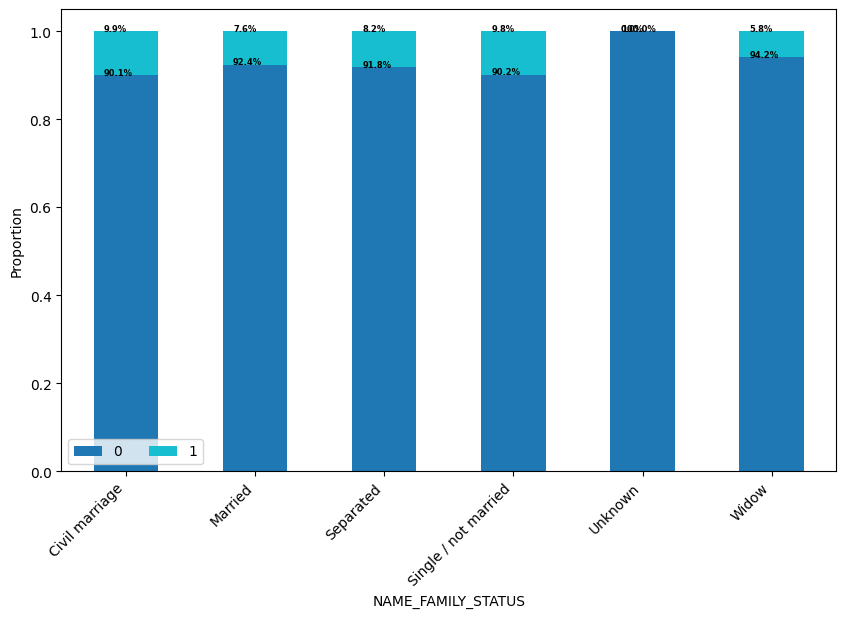 9.9% 7.6% 8.2% 9.8% 5.8%
90.1% 92.4% 91.8% 90.2% 94.2%
Proportion
1.0
0.8
0.6
0.4
0.2
0.0
0 1
Civil marriage
Married
Separated
Single / not married
Unknown
Widow
NAME_FAMILY_STATUS